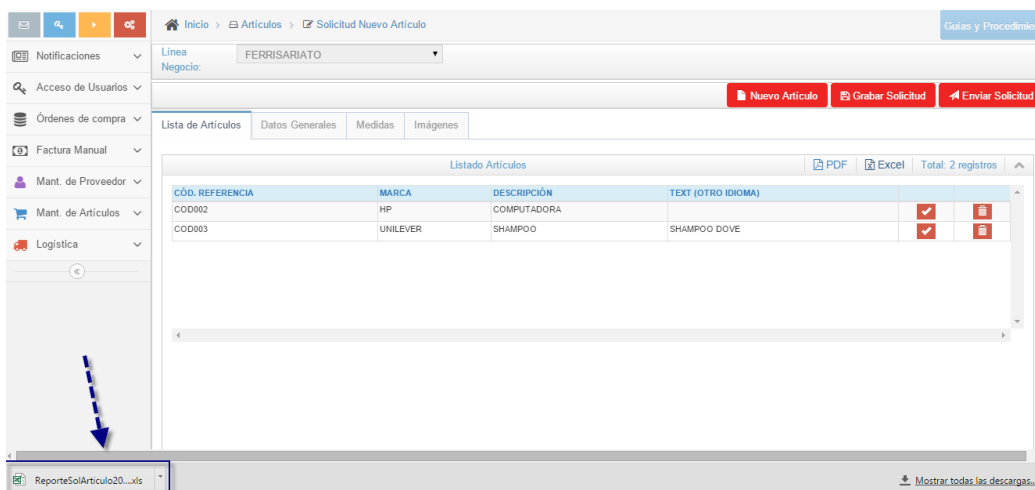 Inicio > Artículos > Solicitud Nuevo Artículo
Guías y Procedimie
Notificaciones
Acceso de Usuarios
Órdenes de compra
Factura Manual
Mant. de Proveedor
Mant. de Artículos
Logística
Línea Negocio:
FERRISARIATO
Nuevo Artículo Grabar Solicitud Enviar Solicitud
Lista de Artículos Datos Generales Medidas Imágenes
Listado Artículos PDF Excel Total: 2 registros
CÓD. REFERENCIA MARCA DESCRIPCIÓN TEXT (OTRO IDIOMA)
COD002 HP COMPUTADORA
COD003 UNILEVER SHAMPOO SHAMPOO DOVE
ReporteSolArticulo20....xls
Mostrar todas las descargas...